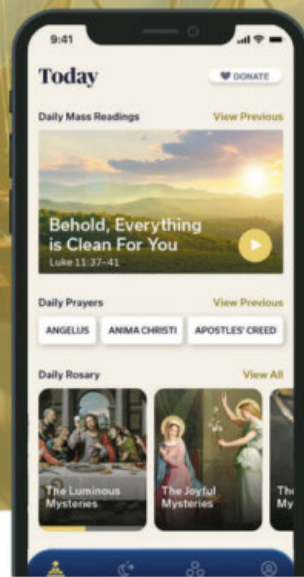 9:41
Today
DONATE
Daily Mass Readings
View Previous
Behold, Everything
is Clean For You
Luke 11:37–41
Daily Prayers
View Previous
ANGELUS
ANIMA CHRISTI
APOSTLES' CREED
Daily Rosary
View All
The Luminous
Mysteries
The Joyful
Mysteries